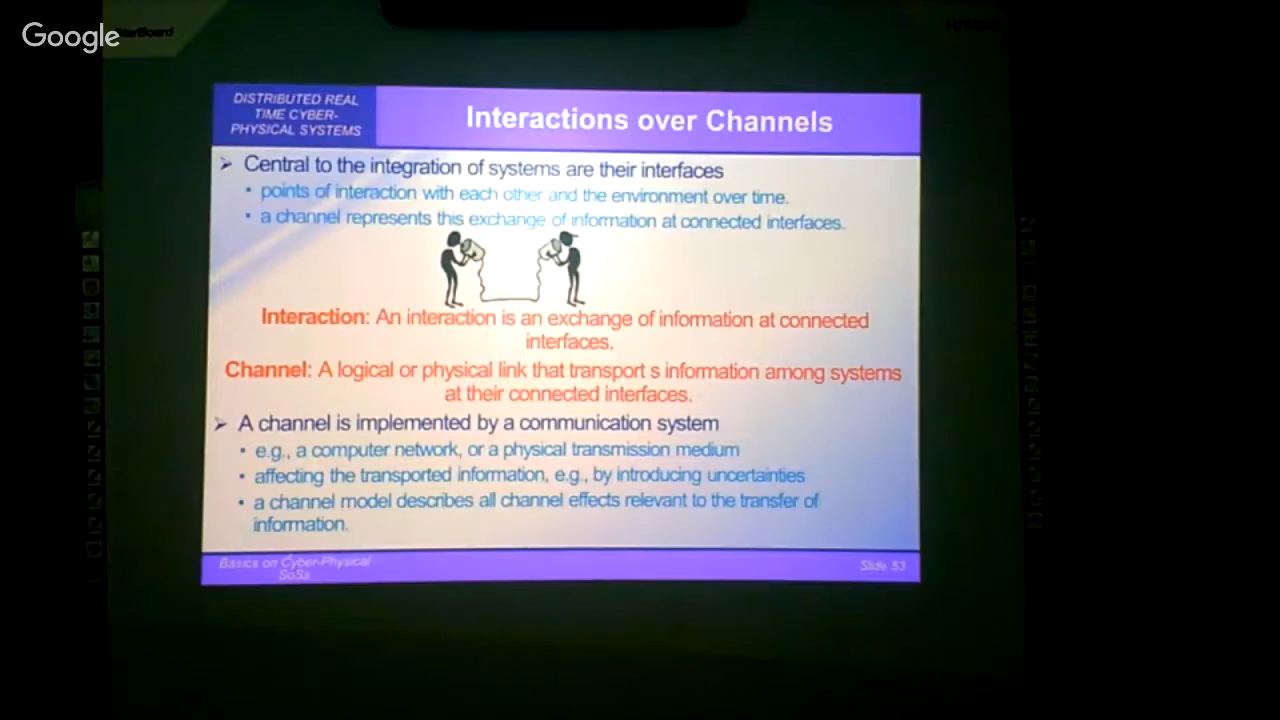 Google
StarBoard
HITACHI
DISTRIBUTED REAL
TIME CYBER-
PHYSICAL SYSTEMS
Interactions over Channels
➢ Central to the integration of systems are their interfaces
• points of interaction with each other and the environment over time.
• a channel represents this exchange of information at connected interfaces.
Interaction: An interaction is an exchange of information at connected
interfaces.
Channel: A logical or physical link that transport s information among systems
at their connected interfaces.
➢ A channel is implemented by a communication system
• e.g., a computer network, or a physical transmission medium
• affecting the transported information, e.g., by introducing uncertainties
• a channel model describes all channel effects relevant to the transfer of
information.
Basics on Cyber-Physical
SoSs
Slide 53